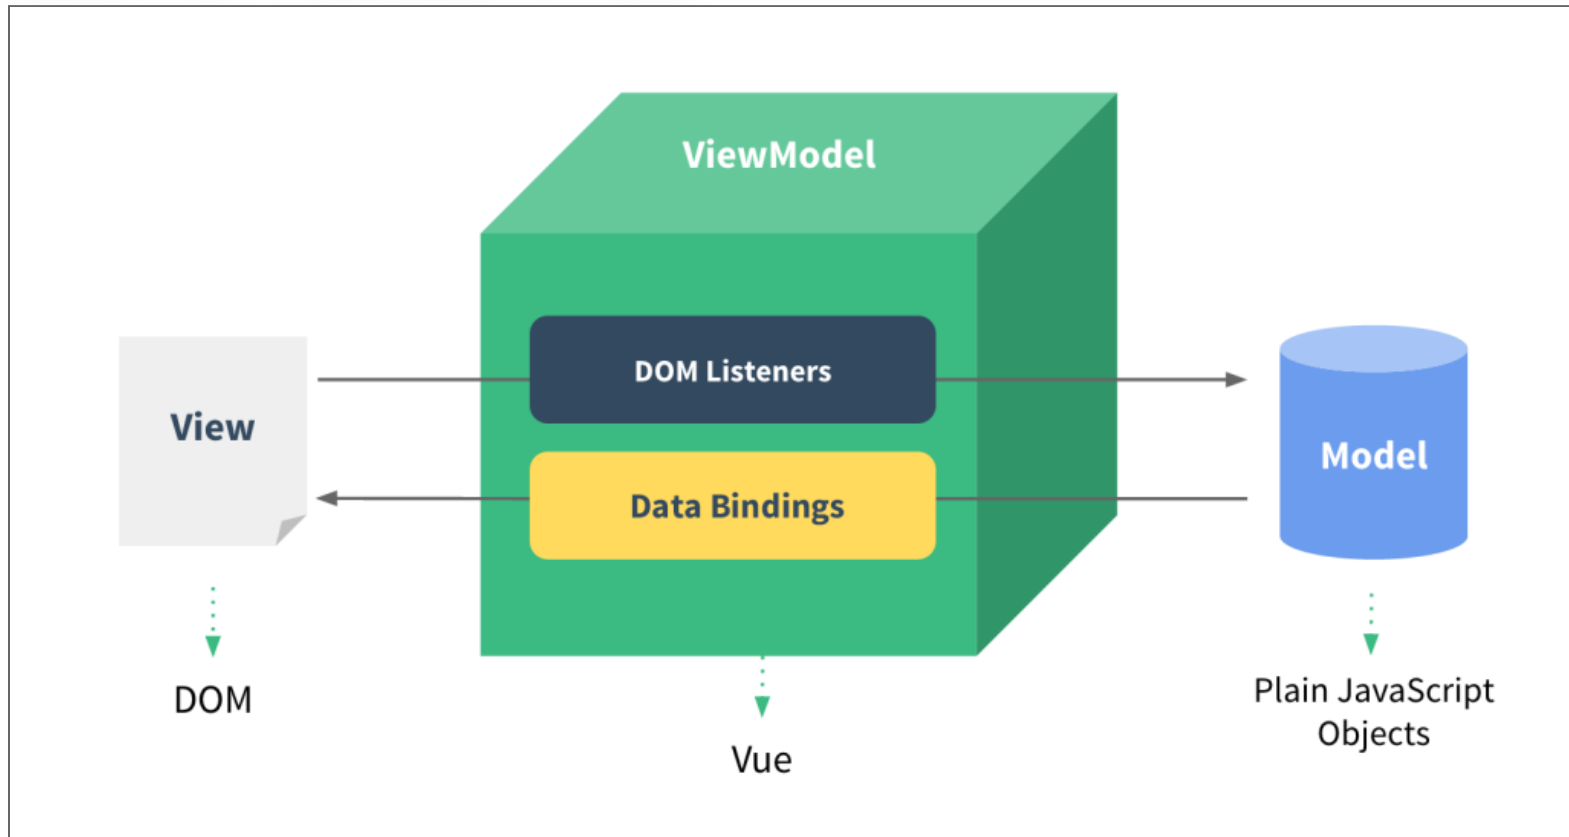 ViewModel
DOM Listeners
View
Data Bindings
Model
DOM
Vue
Plain JavaScript
Objects